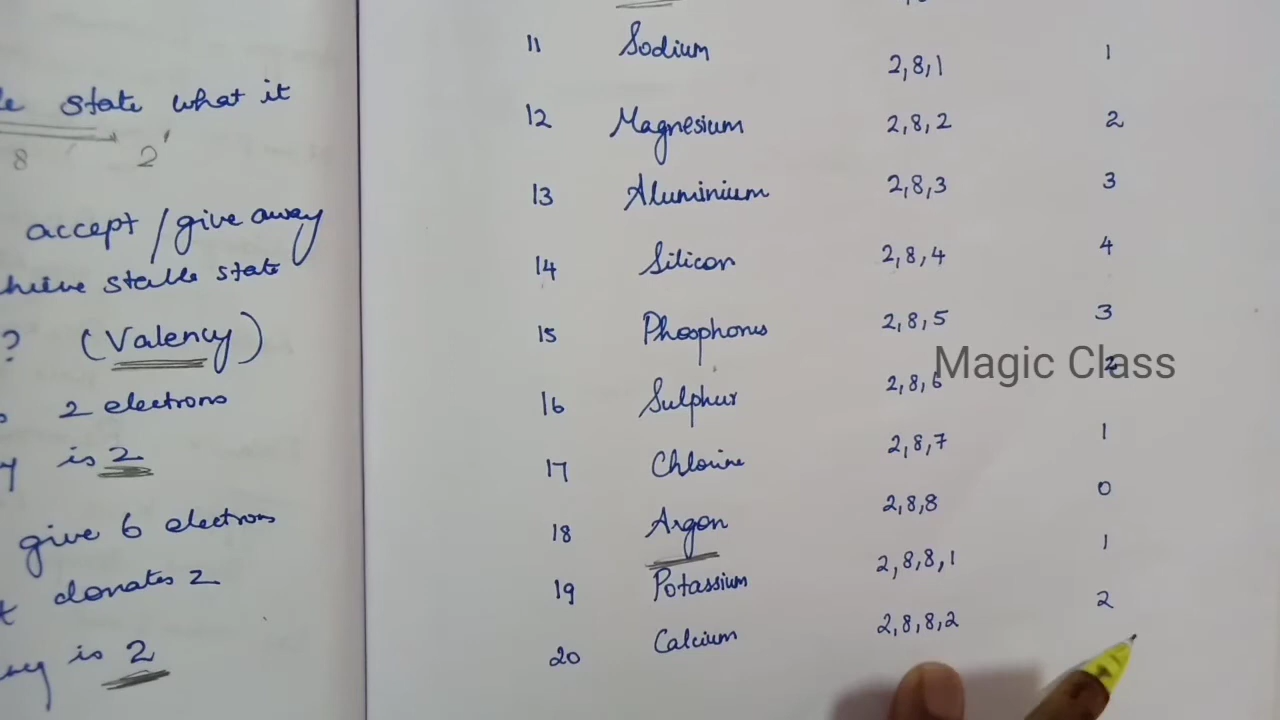 state what it
8 2
accept / give away
stable state
? (Valency)
2 electrons
is 2
give 6 electrons
donates 2
is 2
11 Sodium 2,8,1 1
12 Magnesium 2,8,2 2
13 Aluminium 2,8,3 3
14 Silicon 2,8,4 4
15 Phosphorus 2,8,5 3
Magic Class
16 Sulphur 2,8,6 2
17 Chlorine 2,8,7 1
18 Argon 2,8,8 0
19 Potassium 2,8,8,1 1
20 Calcium 2,8,8,2 2